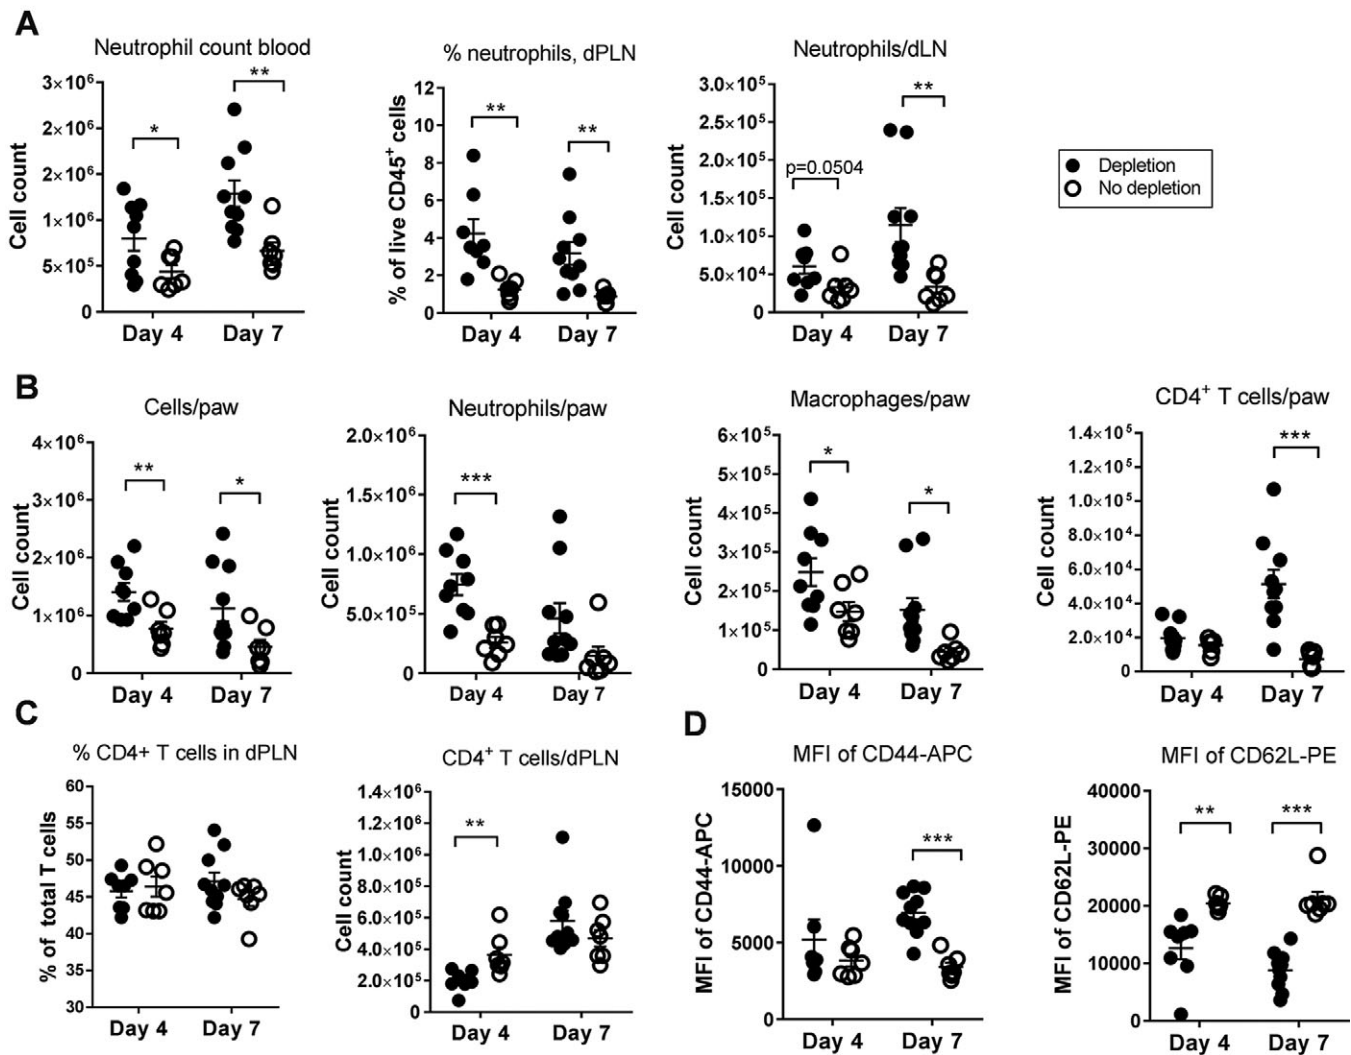 A
Neutrophil count blood
Cell count
3×10⁶
2×10⁶
2×10⁶
1×10⁶
5×10⁵
0
*
**
Day 4
Day 7
% neutrophils, dPLN
% of live CD45⁺ cells
12
10
8
6
4
2
0
**
**
Day 4
Day 7
Neutrophils/dLN
Cell count
3.0×10⁵
2.5×10⁵
2.0×10⁵
1.5×10⁵
1.0×10⁵
5.0×10⁴
0
p=0.0504
**
Day 4
Day 7
Depletion
No depletion
B
Cells/paw
Cell count
4×10⁶
3×10⁶
2×10⁶
1×10⁶
0
**
*
Day 4
Day 7
Neutrophils/paw
Cell count
2.0×10⁶
1.5×10⁶
1.0×10⁶
5.0×10⁵
0
***
Day 4
Day 7
Macrophages/paw
Cell count
6×10⁵
5×10⁵
4×10⁵
3×10⁵
2×10⁵
1×10⁵
0
*
*
Day 4
Day 7
CD4⁺ T cells/paw
Cell count
1.4×10⁵
1.2×10⁵
1.0×10⁵
8.0×10⁴
6.0×10⁴
4.0×10⁴
2.0×10⁴
0
***
Day 4
Day 7
C
% CD4+ T cells in dPLN
% of total T cells
60
55
50
45
40
35
30
Day 4
Day 7
CD4⁺ T cells/dPLN
Cell count
1.4×10⁶
1.2×10⁶
1.0×10⁶
8.0×10⁵
6.0×10⁵
4.0×10⁵
2.0×10⁵
0
**
Day 4
Day 7
D
MFI of CD44-APC
MFI of CD44-APC
15000
10000
5000
0
***
Day 4
Day 7
MFI of CD62L-PE
MFI of CD62L-PE
40000
30000
20000
10000
0
**
***
Day 4
Day 7